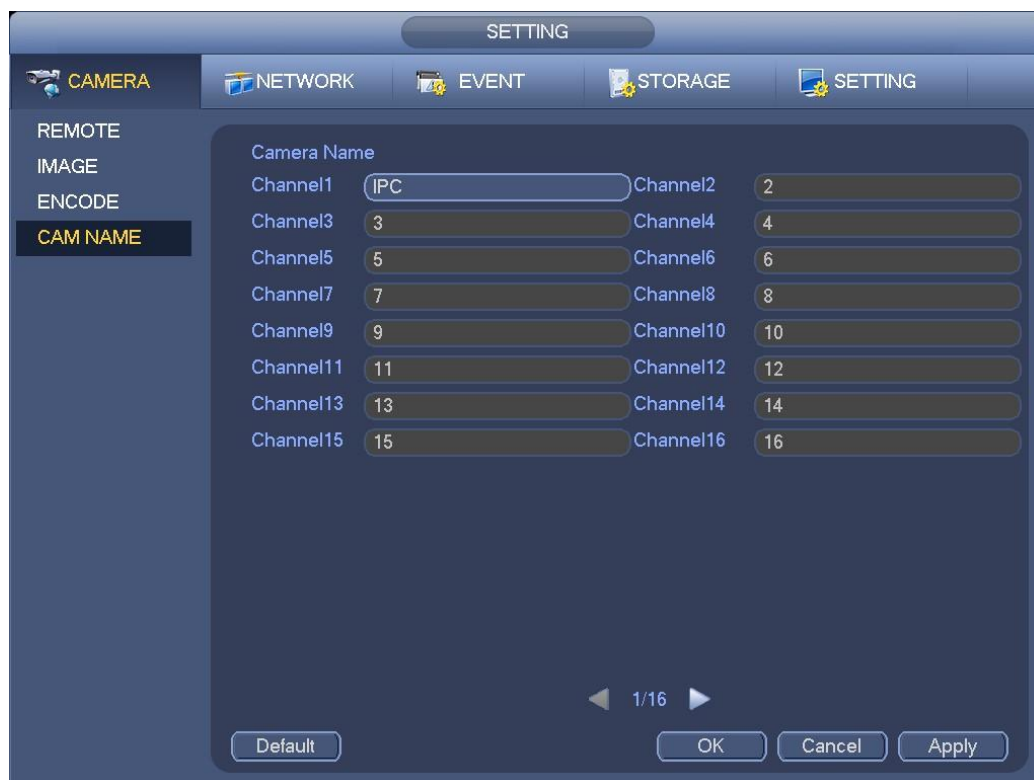 SETTING
CAMERA NETWORK EVENT STORAGE SETTING
REMOTE
IMAGE
ENCODE
CAM NAME
Camera Name
Channel1 IPC Channel2 2
Channel3 3 Channel4 4
Channel5 5 Channel6 6
Channel7 7 Channel8 8
Channel9 9 Channel10 10
Channel11 11 Channel12 12
Channel13 13 Channel14 14
Channel15 15 Channel16 16
1/16
Default OK Cancel Apply